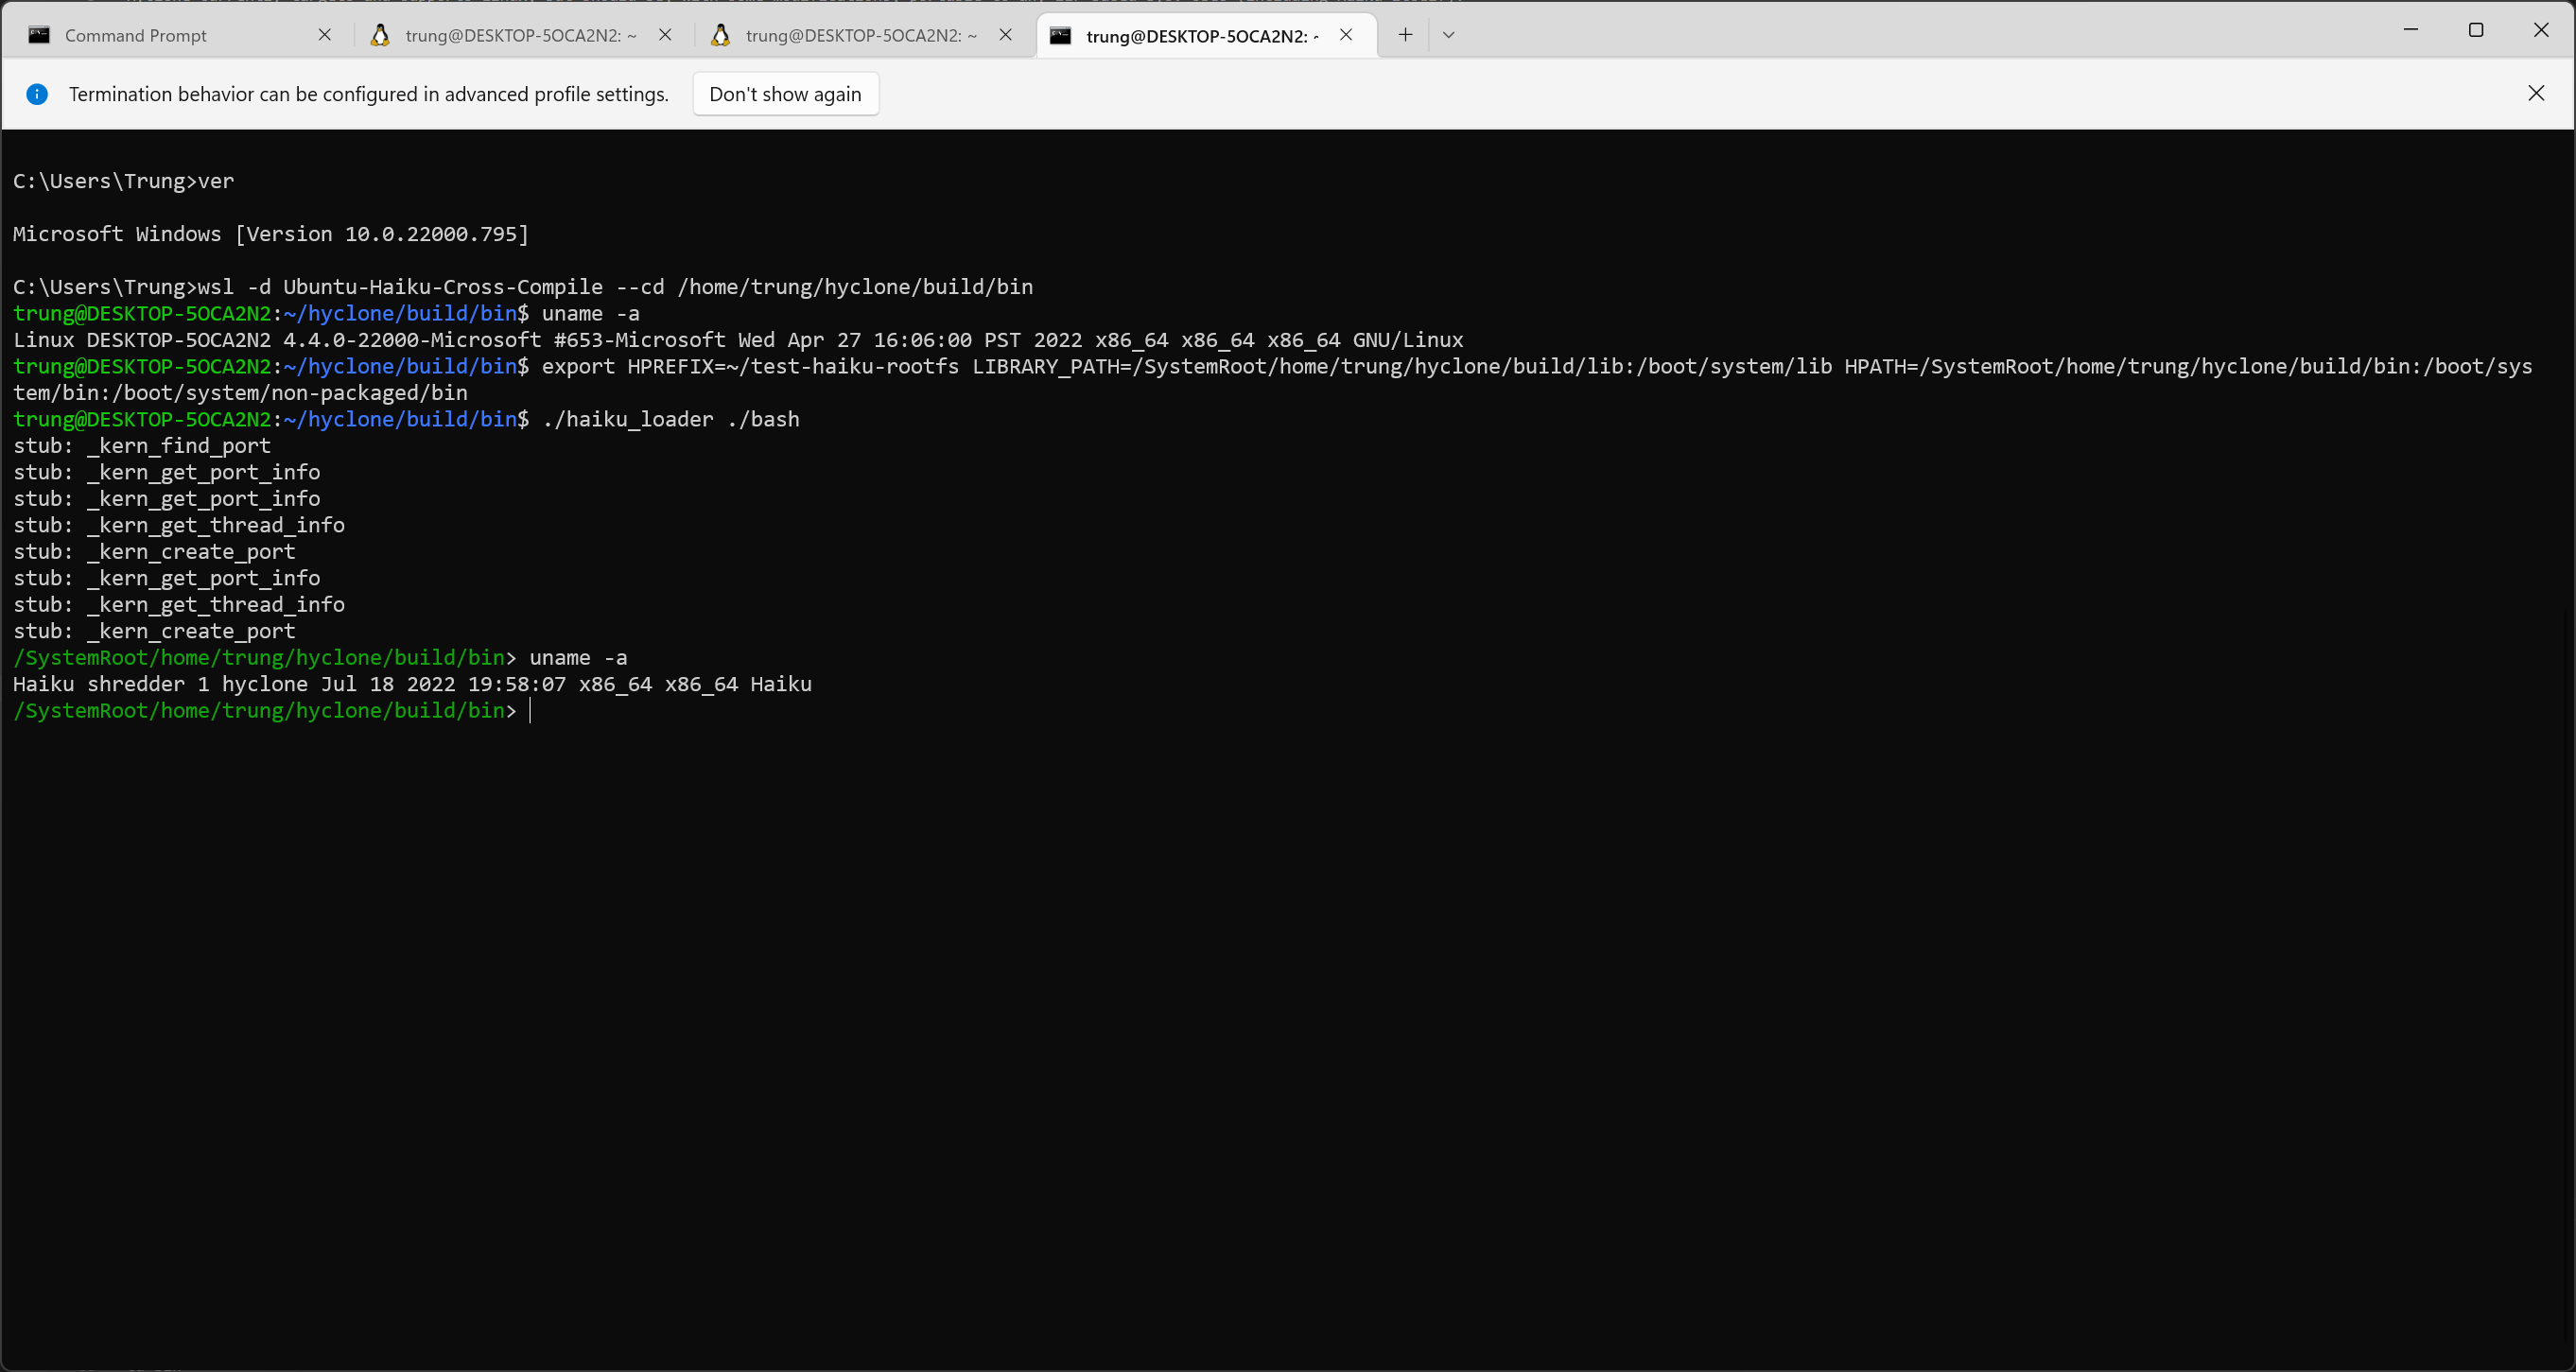 Command Prompt
trung@DESKTOP-5OCA2N2: ~
trung@DESKTOP-5OCA2N2: ~
trung@DESKTOP-5OCA2N2: ~
Termination behavior can be configured in advanced profile settings.
Don't show again
C:\Users\Trung>ver
Microsoft Windows [Version 10.0.22000.795]
C:\Users\Trung>wsl -d Ubuntu-Haiku-Cross-Compile --cd /home/trung/hyclone/build/bin
trung@DESKTOP-5OCA2N2:~/hyclone/build/bin$ uname -a
Linux DESKTOP-5OCA2N2 4.4.0-22000-Microsoft #653-Microsoft Wed Apr 27 16:06:00 PST 2022 x86_64 x86_64 x86_64 GNU/Linux
trung@DESKTOP-5OCA2N2:~/hyclone/build/bin$ export HPREFIX=~/test-haiku-rootfs LIBRARY_PATH=/SystemRoot/home/trung/hyclone/build/lib:/boot/system/lib HPATH=/SystemRoot/home/trung/hyclone/build/bin:/boot/sys
tem/bin:/boot/system/non-packaged/bin
trung@DESKTOP-5OCA2N2:~/hyclone/build/bin$ ./haiku_loader ./bash
stub: _kern_find_port
stub: _kern_get_port_info
stub: _kern_get_port_info
stub: _kern_get_thread_info
stub: _kern_create_port
stub: _kern_get_port_info
stub: _kern_get_thread_info
stub: _kern_create_port
/SystemRoot/home/trung/hyclone/build/bin> uname -a
Haiku shredder 1 hyclone Jul 18 2022 19:58:07 x86_64 x86_64 Haiku
/SystemRoot/home/trung/hyclone/build/bin>